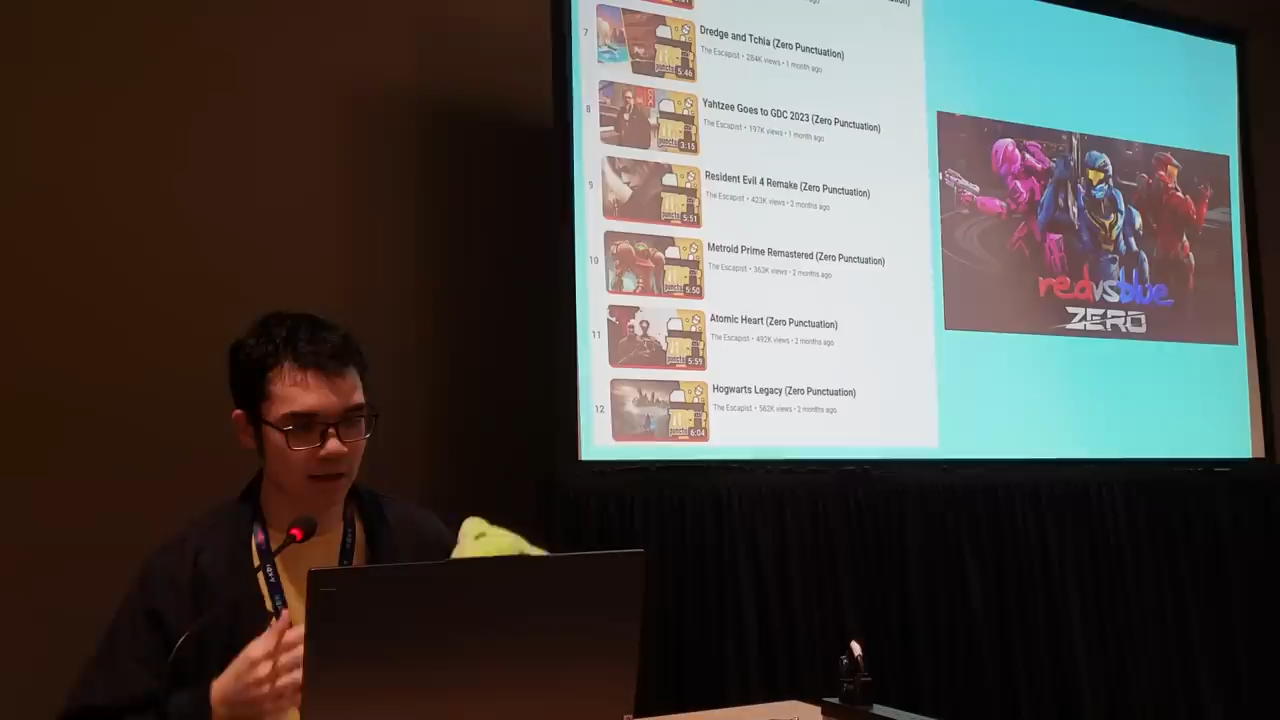 7
Dredge and Tchia (Zero Punctuation)
The Escapist • 284K views • 1 month ago
5:46
8
Yahtzee Goes to GDC 2023 (Zero Punctuation)
The Escapist • 197K views • 1 month ago
3:15
9
Resident Evil 4 Remake (Zero Punctuation)
The Escapist • 423K views • 2 months ago
5:51
10
Metroid Prime Remastered (Zero Punctuation)
The Escapist • 363K views • 2 months ago
5:50
11
Atomic Heart (Zero Punctuation)
The Escapist • 492K views • 2 months ago
5:59
12
Hogwarts Legacy (Zero Punctuation)
The Escapist • 562K views • 2 months ago
6:04
redvsblue
ZERO